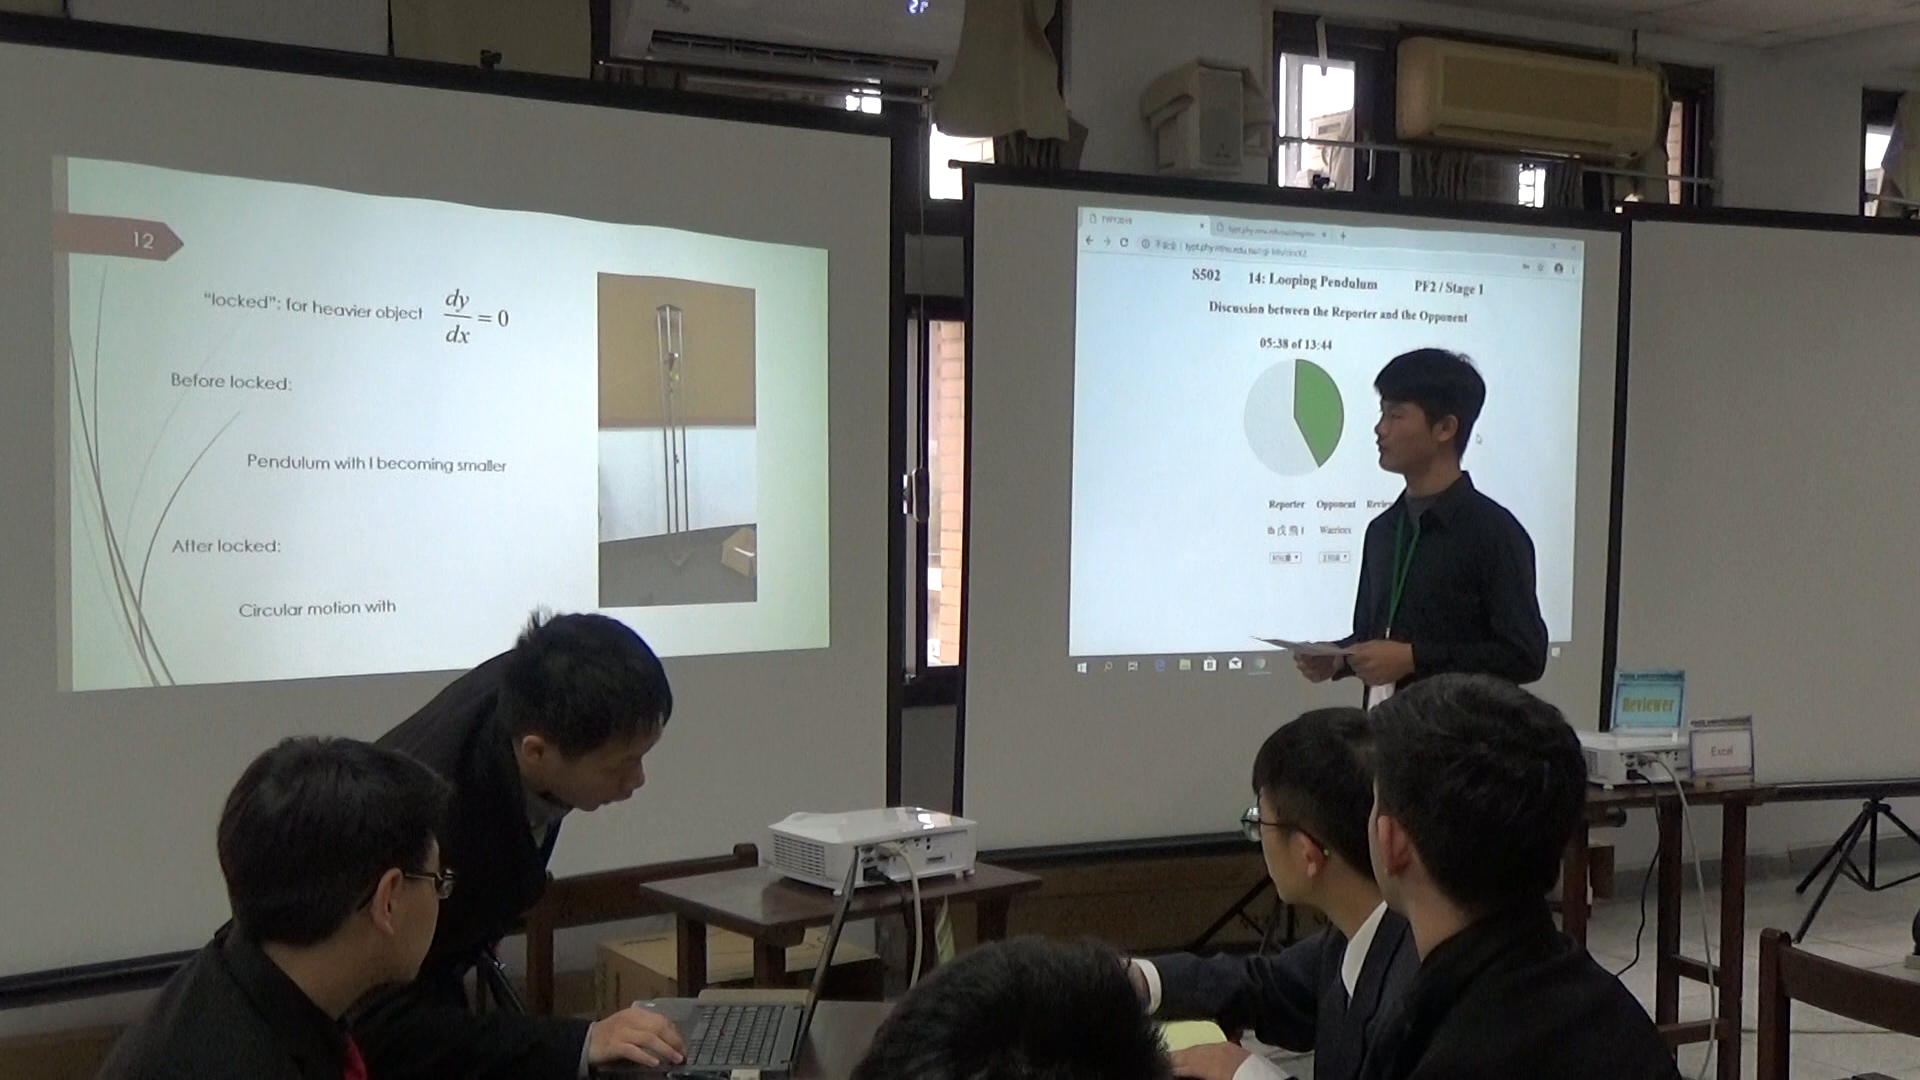 12
"locked": for heavier object
dy/dx = 0
Before locked:
Pendulum with l becoming smaller
After locked:
Circular motion with
TYPT2019
S502 14: Looping Pendulum PF2 / Stage 1
Discussion between the Reporter and the Opponent
05:38 of 13:44
Reporter Opponent
Warriors
Reviewer
Excel